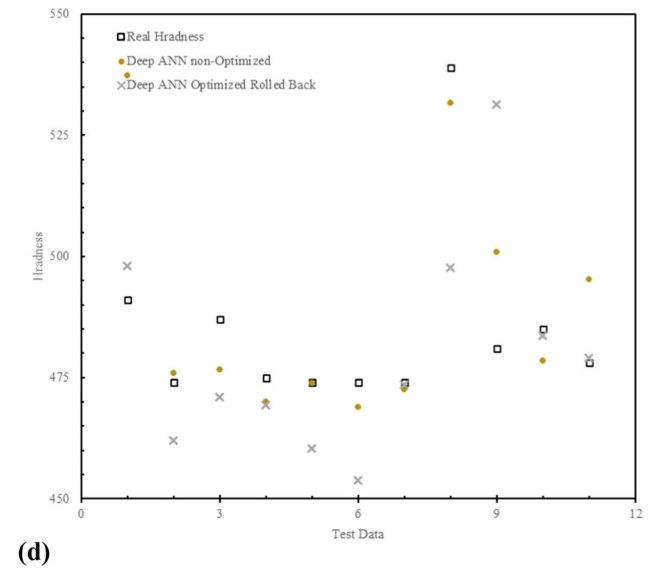 550
525
500
475
450
Hradness
Real Hradness
Deep ANN non-Optimized
Deep ANN Optimized Rolled Back
0 3 6 9 12
Test Data
(d)